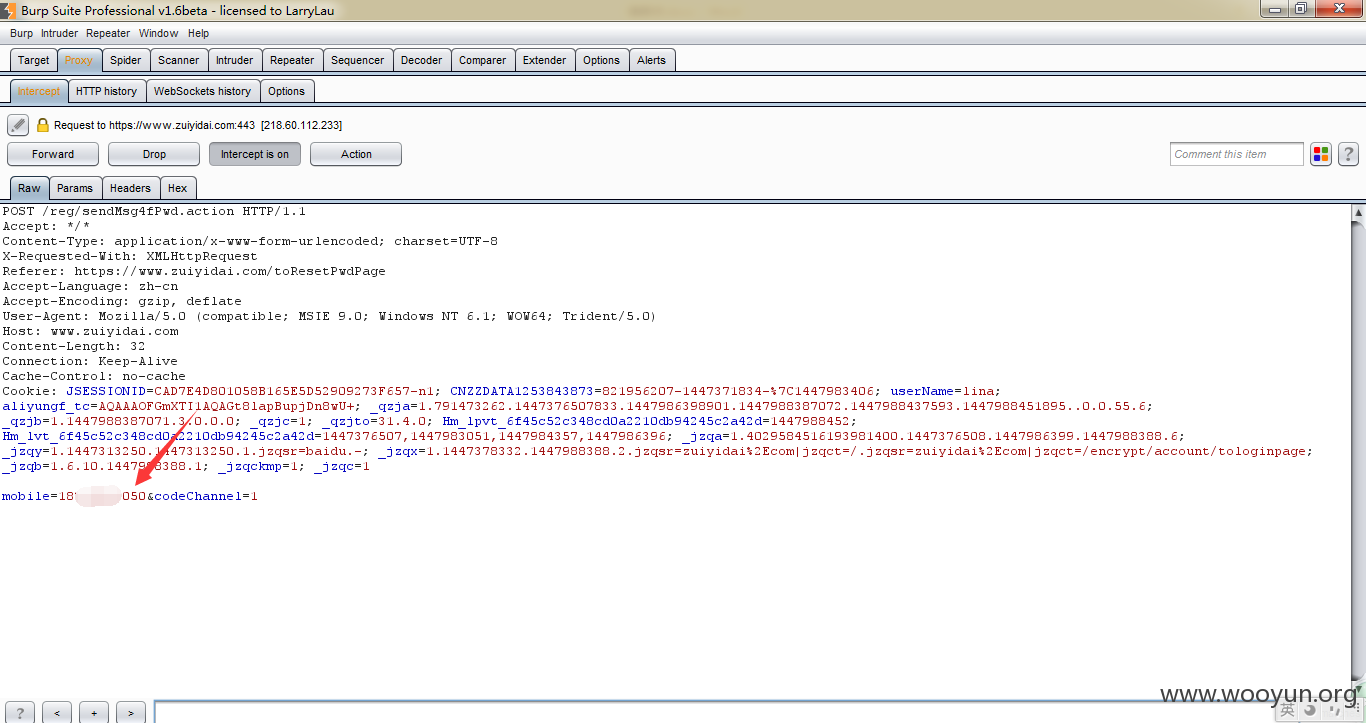 Burp Suite Professional v1.6beta - licensed to LarryLau
Burp Intruder Repeater Window Help
Target Proxy Spider Scanner Intruder Repeater Sequencer Decoder Comparer Extender Options Alerts
Intercept HTTP history WebSockets history Options
Request to https://www.zuiyidai.com:443 [218.60.112.233]
Forward Drop Intercept is on Action Comment this item ?
Raw Params Headers Hex
POST /reg/sendMsg4fPwd.action HTTP/1.1
Accept: */*
Content-Type: application/x-www-form-urlencoded; charset=UTF-8
X-Requested-With: XMLHttpRequest
Referer: https://www.zuiyidai.com/toResetPwdPage
Accept-Language: zh-cn
Accept-Encoding: gzip, deflate
User-Agent: Mozilla/5.0 (compatible; MSIE 9.0; Windows NT 6.1; WOW64; Trident/5.0)
Host: www.zuiyidai.com
Content-Length: 32
Connection: Keep-Alive
Cache-Control: no-cache
Cookie: JSESSIONID=CAD7E4D801058B165E5D52909273F657-n1; CNZZDATA1253843873=821956207-1447371834-%7C1447983406; userName=lina;
aliyungf_tc=AQAAAOFGmXTI1AQAGt8lapBupjDn8wU+; _qzja=1.791473262.1447376507833.1447986398901.1447988387072.1447988437593.1447988451895..0.0.55.6;
_qzjb=1.1447988387071.3.0.0.0; _qzjc=1; _qzjto=31.4.0; Hm_lpvt_6f45c52c348cd0a2210db94245c2a42d=1447988452;
Hm_lvt_6f45c52c348cd0a2210db94245c2a42d=1447376507,1447983051,1447984357,1447986396; _jzqa=1.4029584516193981400.1447376508.1447986399.1447988388.6;
_jzqy=1.1447313250.1447313250.1.jzqsr=baidu.-; _jzqx=1.1447378332.1447988388.2.jzqsr=zuiyidai%2Ecom|jzqct=/.jzqsr=zuiyidai%2Ecom|jzqct=/encrypt/account/tologinpage;
_jzqb=1.6.10.1447988388.1; _jzqckmp=1; _jzqc=1
mobile=18 050&codeChannel=1
www.wooyun.org
? < + > 英